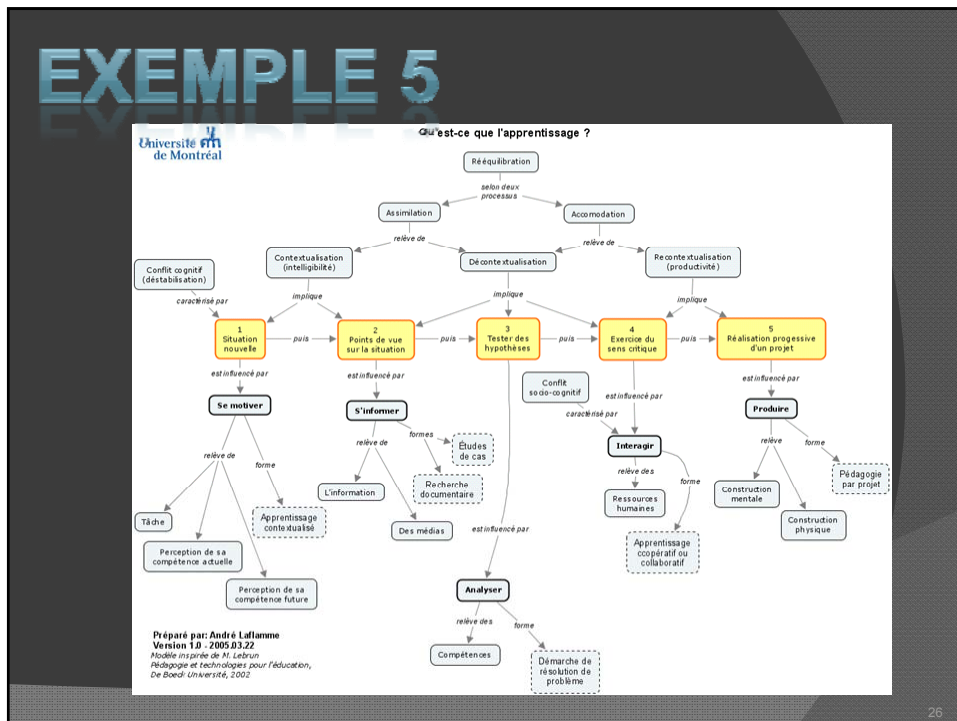 EXEMPLE 5
Université
de Montréal
Qu'est-ce que l'apprentissage ?
Rééquilibration
selon deux
processus
Assimilation
Accomodation
relève de
relève de
Contextualisation
(intelligibilité)
Décontextualisation
Recontextualisation
(productivité)
Conflit cognitif
(déstabilisation)
caractérisé par
implique
implique
implique
1
Situation
nouvelle
puis
2
Points de vue
sur la situation
puis
3
Tester des
hypothèses
puis
4
Exercice du
sens critique
puis
5
Réalisation progressive
d'un projet
est influencé par
est influencé par
est influencé par
est influencé par
est influencé par
Conflit
socio-cognitif
caractérisé par
Se motiver
S'informer
Interagir
Produire
relève de
forme
relève de
formes
Études
de cas
Recherche
documentaire
L'information
Des médias
relève des
forme
Ressources
humaines
Apprentissage
coopératif ou
collaboratif
relève
forme
Pédagogie
par projet
Construction
mentale
Construction
physique
Tâche
Perception de sa
compétence actuelle
Perception de sa
compétence future
Apprentissage
contextualisé
Analyser
relève des
forme
Compétences
Démarche de
résolution de
problème
Préparé par: André Laflamme
Version 1.0 - 2005.03.22
Modèle inspirée de M. Lebrun
Pédagogie et technologies pour l'éducation,
De Boeck Université, 2002
26